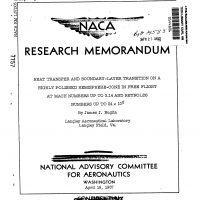 NACA
RESEARCH MEMORANDUM
HEAT TRANSFER AND BOUNDARY-LAYER TRANSITION ON A
HIGHLY POLISHED HEMISPHERE-CONE IN FREE FLIGHT
AT MACH NUMBERS UP TO 3.14 AND REYNOLDS
NUMBERS UP TO 24 × 10⁶
By James J. Buglia
Langley Aeronautical Laboratory
Langley Field, Va.
NATIONAL ADVISORY COMMITTEE
FOR AERONAUTICS
WASHINGTON
April 18, 1957